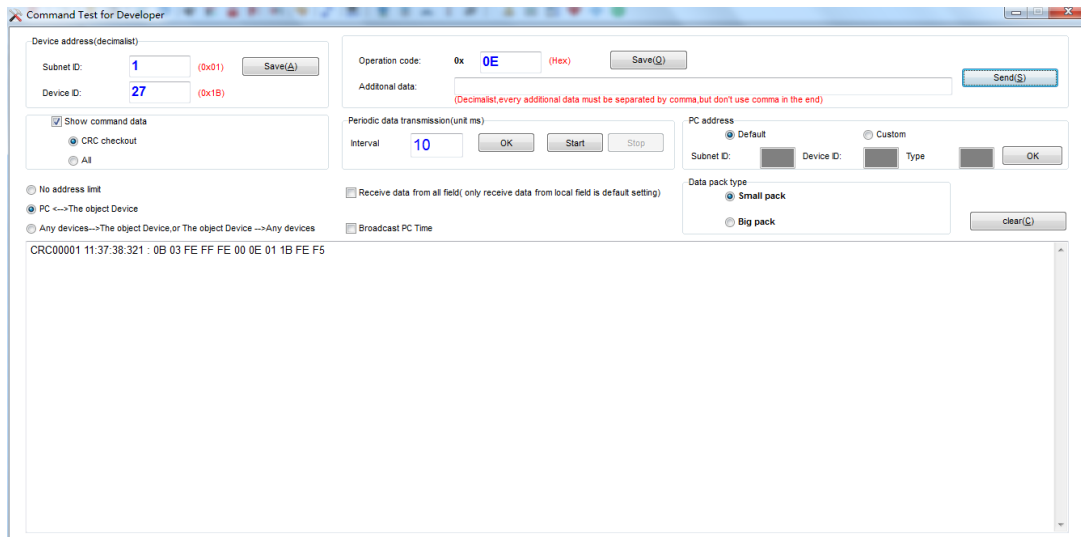 Command Test for Developer
Device address(decimalist)
Subnet ID: 1 (0x01) Save(A)
Device ID: 27 (0x1B)
Operation code: 0x 0E (Hex) Save(O)
Additonal data: Send(S)
(Decimalist,every additional data must be separated by comma,but don't use comma in the end)
Show command data
CRC checkout
All
Periodic data transmission(unit ms)
Interval 10 OK Start Stop
PC address
Default Custom
Subnet ID: Device ID: Type OK
No address limit
PC <-->The object Device
Any devices-->The object Device,or The object Device -->Any devices
Receive data from all field( only receive data from local field is default setting)
Broadcast PC Time
Data pack type
Small pack
Big pack
clear(C)
CRC00001 11:37:38:321 : 0B 03 FE FF FE 00 0E 01 1B FE F5